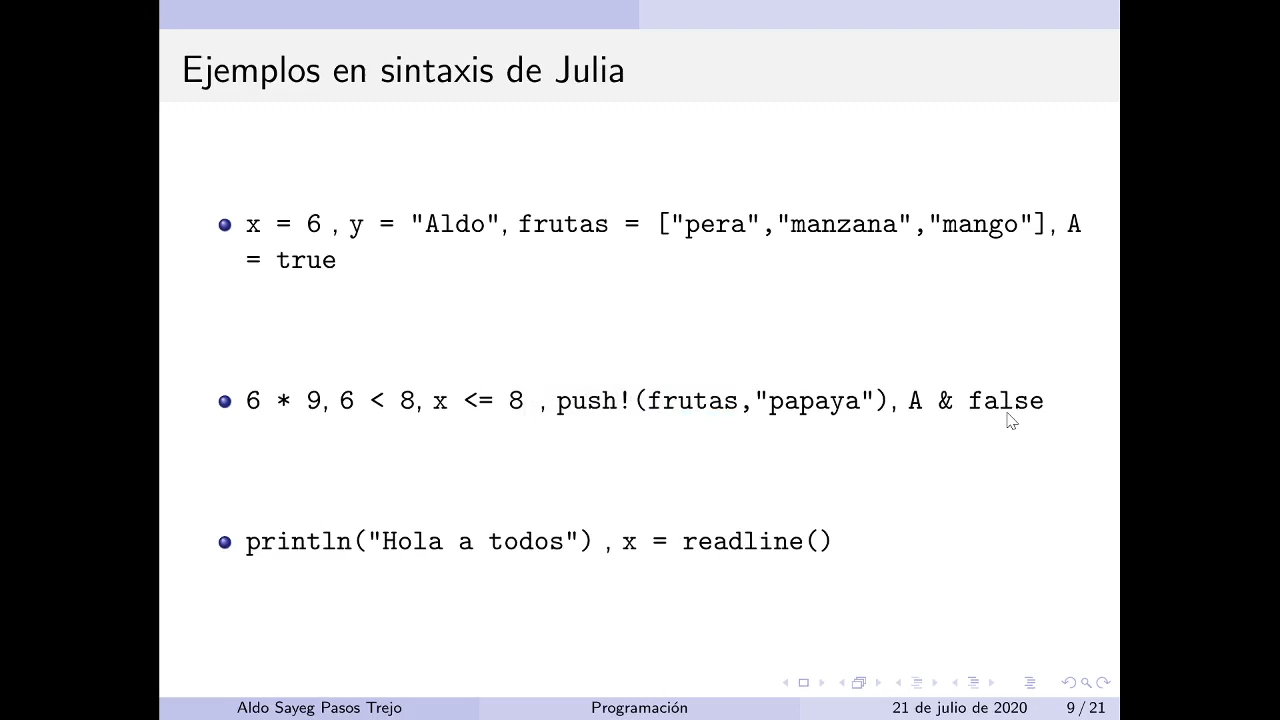 Ejemplos en sintaxis de Julia
x = 6 , y = "Aldo", frutas = ["pera","manzana","mango"], A
= true
6 * 9, 6 < 8, x <= 8 , push!(frutas,"papaya"), A & false
println("Hola a todos") , x = readline()
Aldo Sayeg Pasos Trejo Programación 21 de julio de 2020 9 / 21